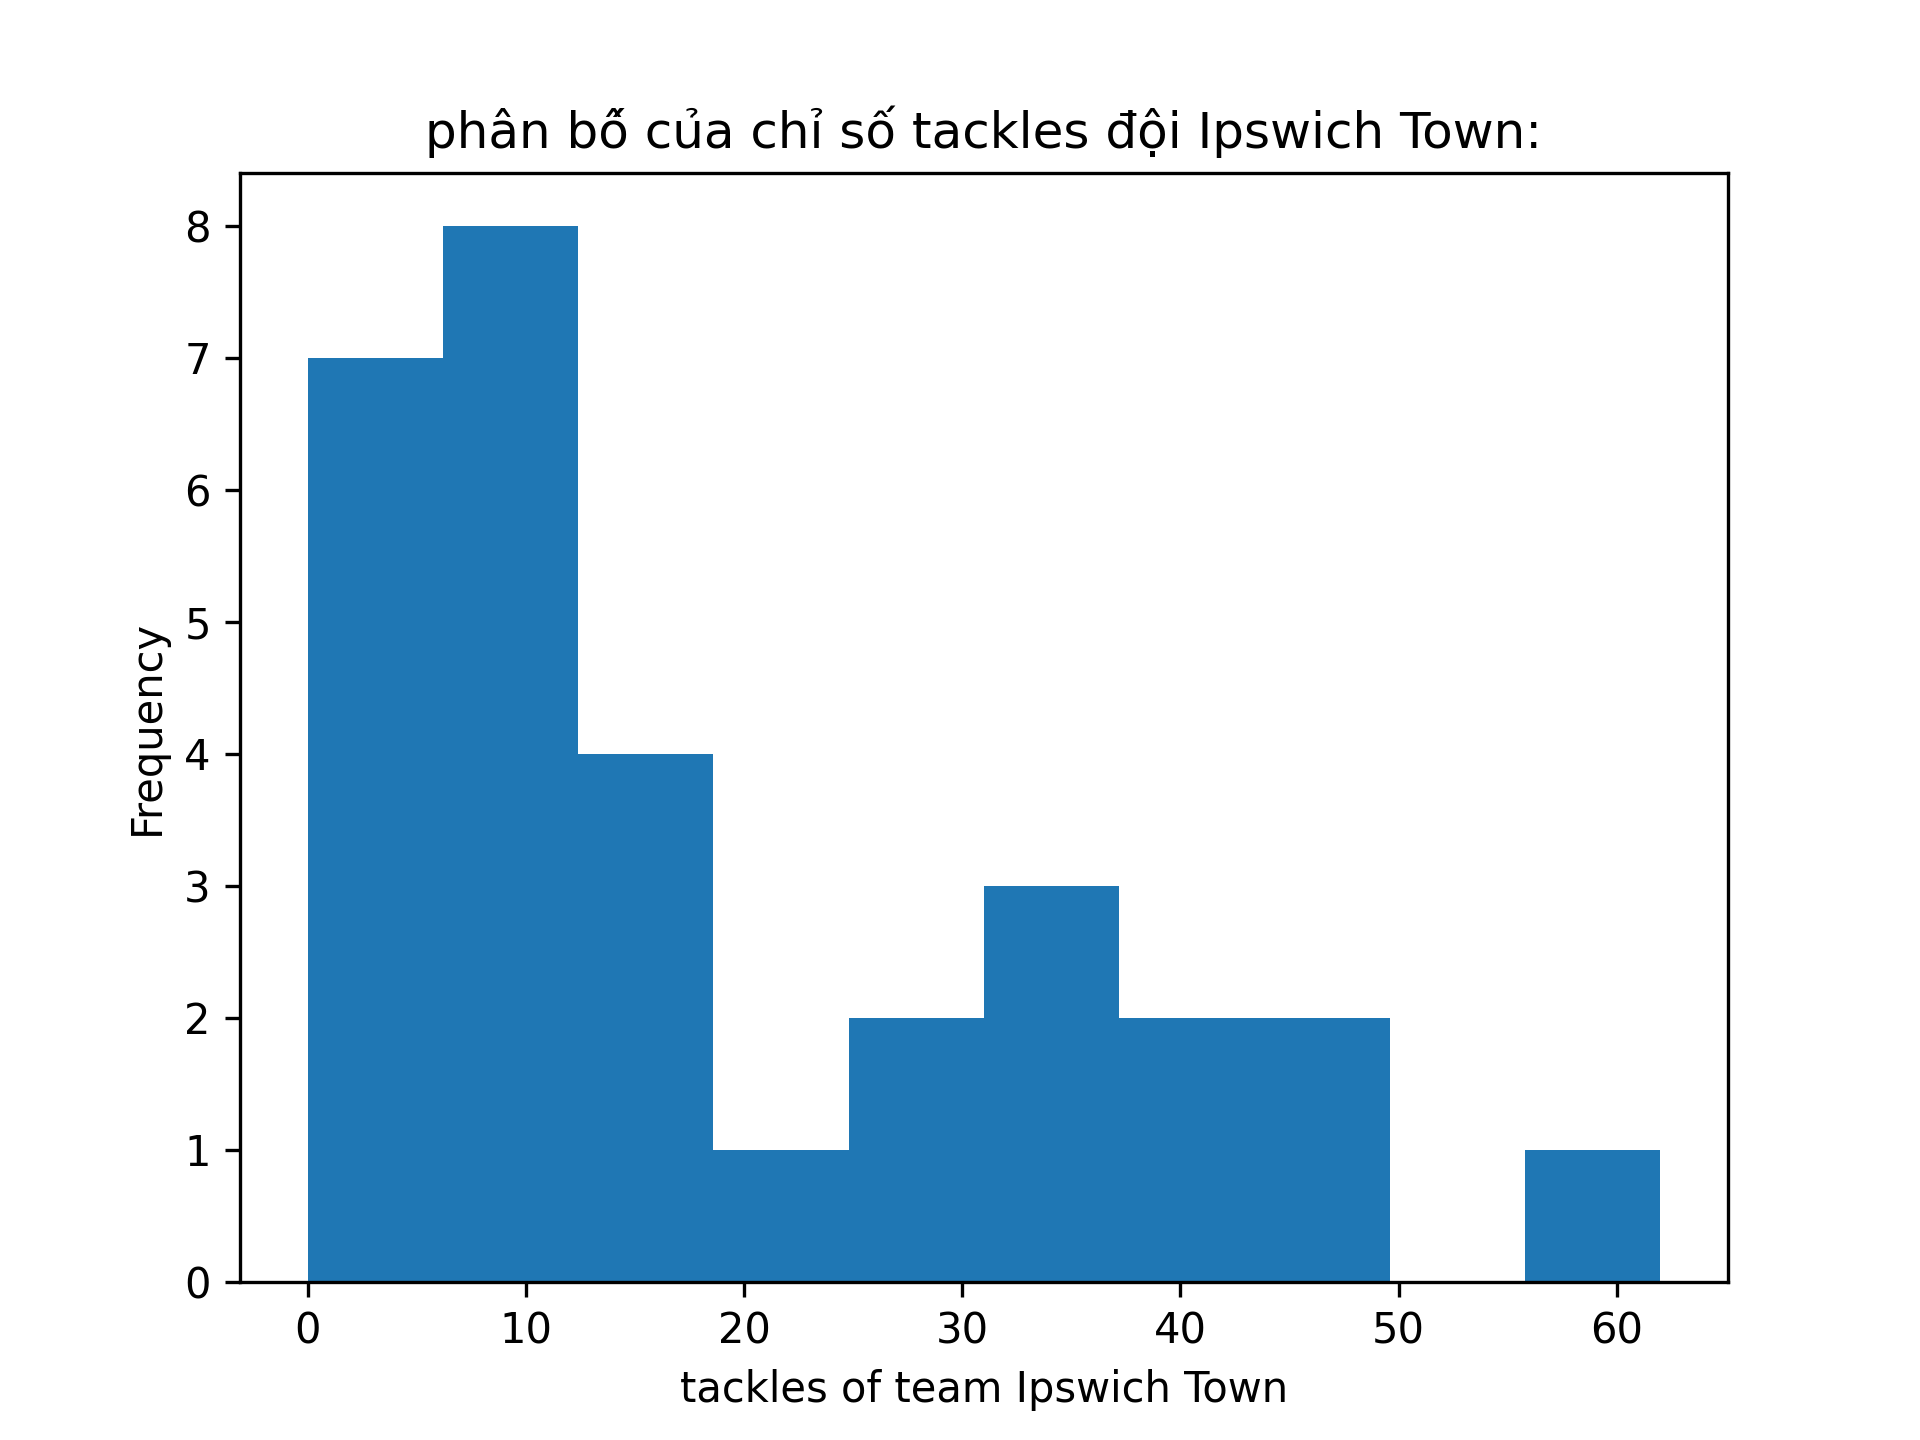 phân bỗ của chỉ số tackles đội Ipswich Town:
8
7
6
5
4
3
2
1
0
Frequency
0 10 20 30 40 50 60
tackles of team Ipswich Town